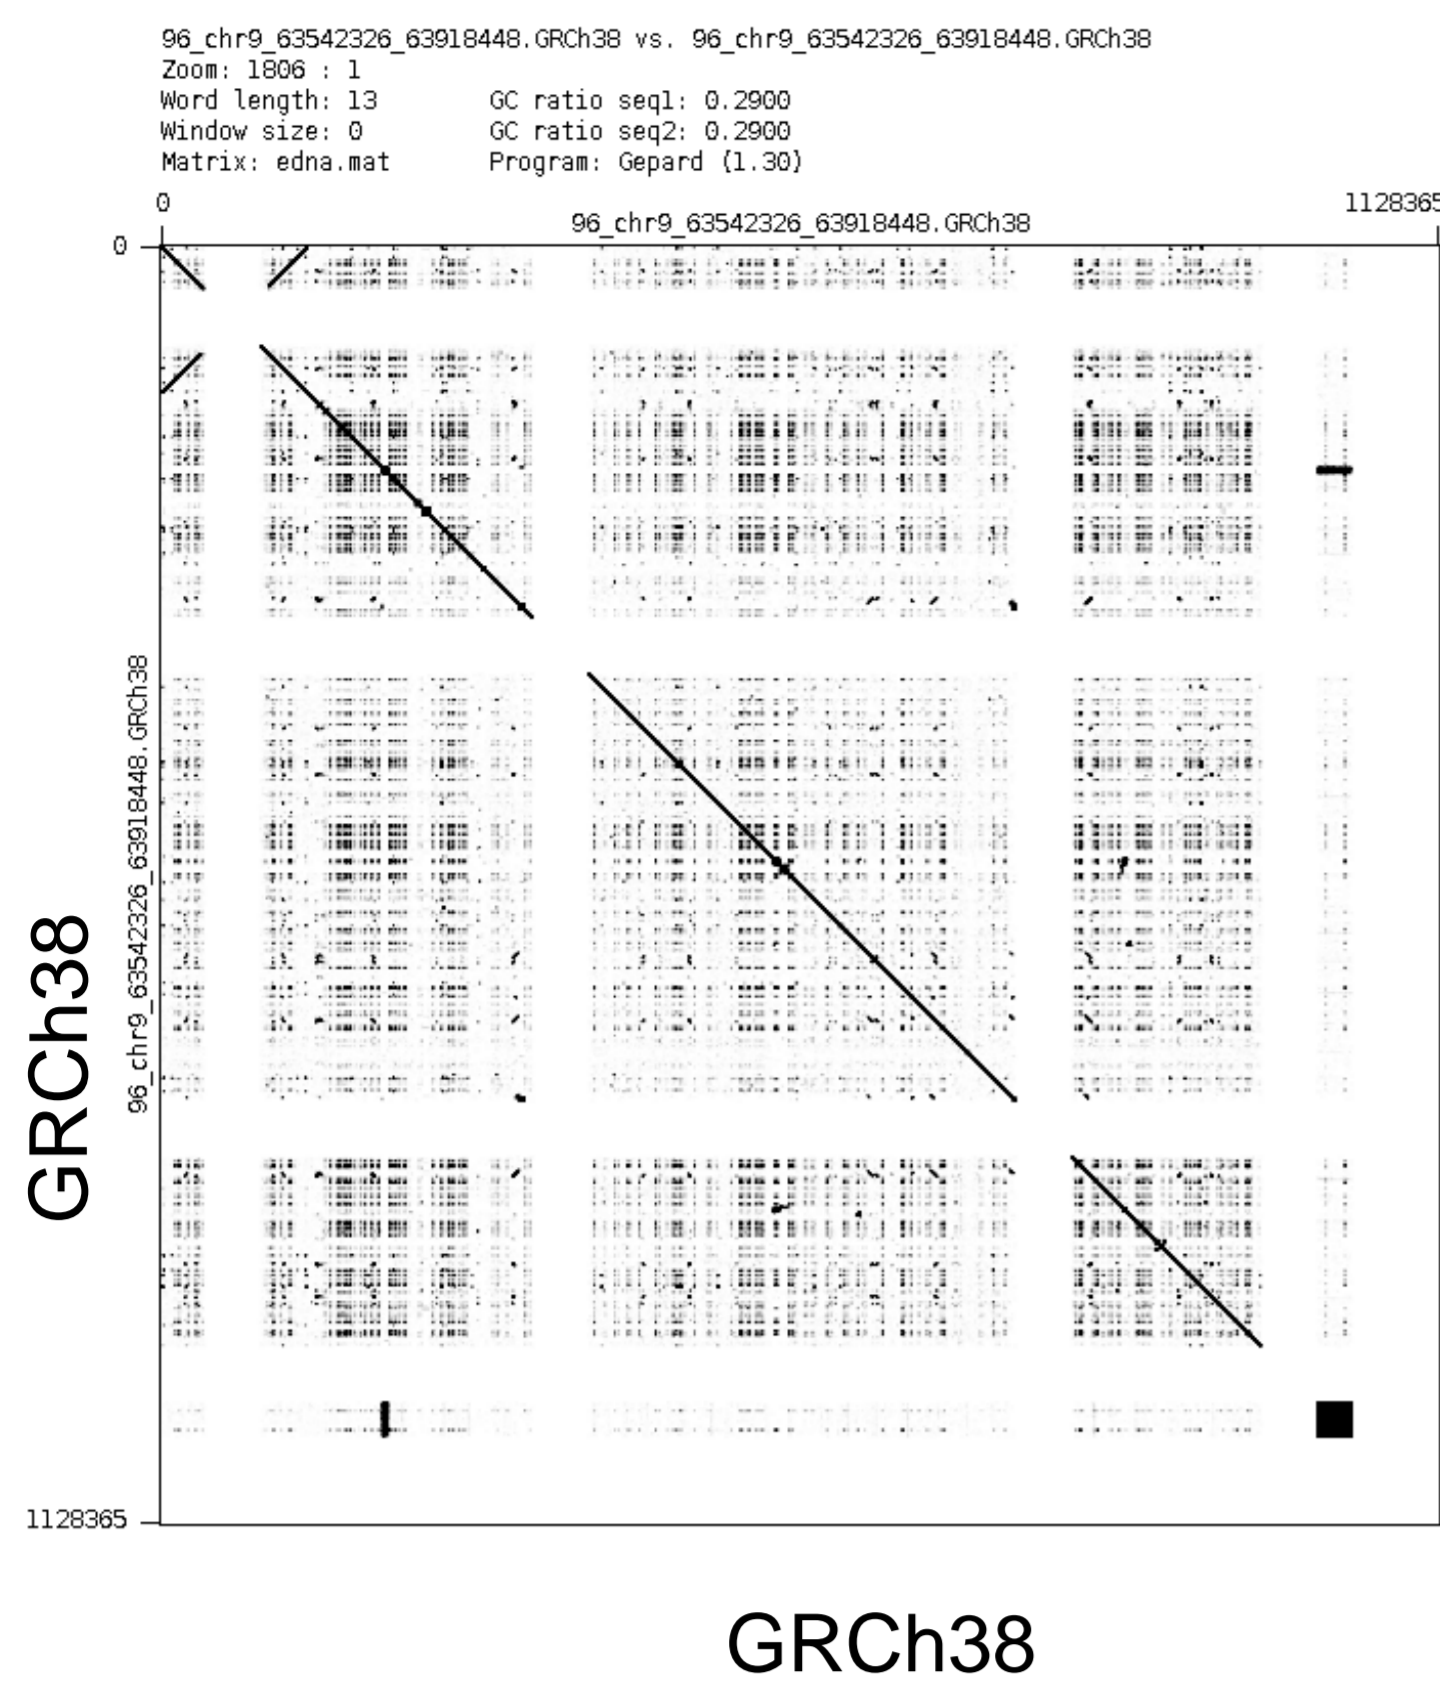 96_chr9_63542326_63918448.GRCh38 vs. 96_chr9_63542326_63918448.GRCh38
Zoom: 1806 : 1
Word length: 13 GC ratio seq1: 0.2900
Window size: 0 GC ratio seq2: 0.2900
Matrix: edna.mat Program: Gepard (1.30)
0 1128365
96_chr9_63542326_63918448.GRCh38
0
96_chr9_63542326_63918448.GRCh38
GRCh38
1128365
GRCh38